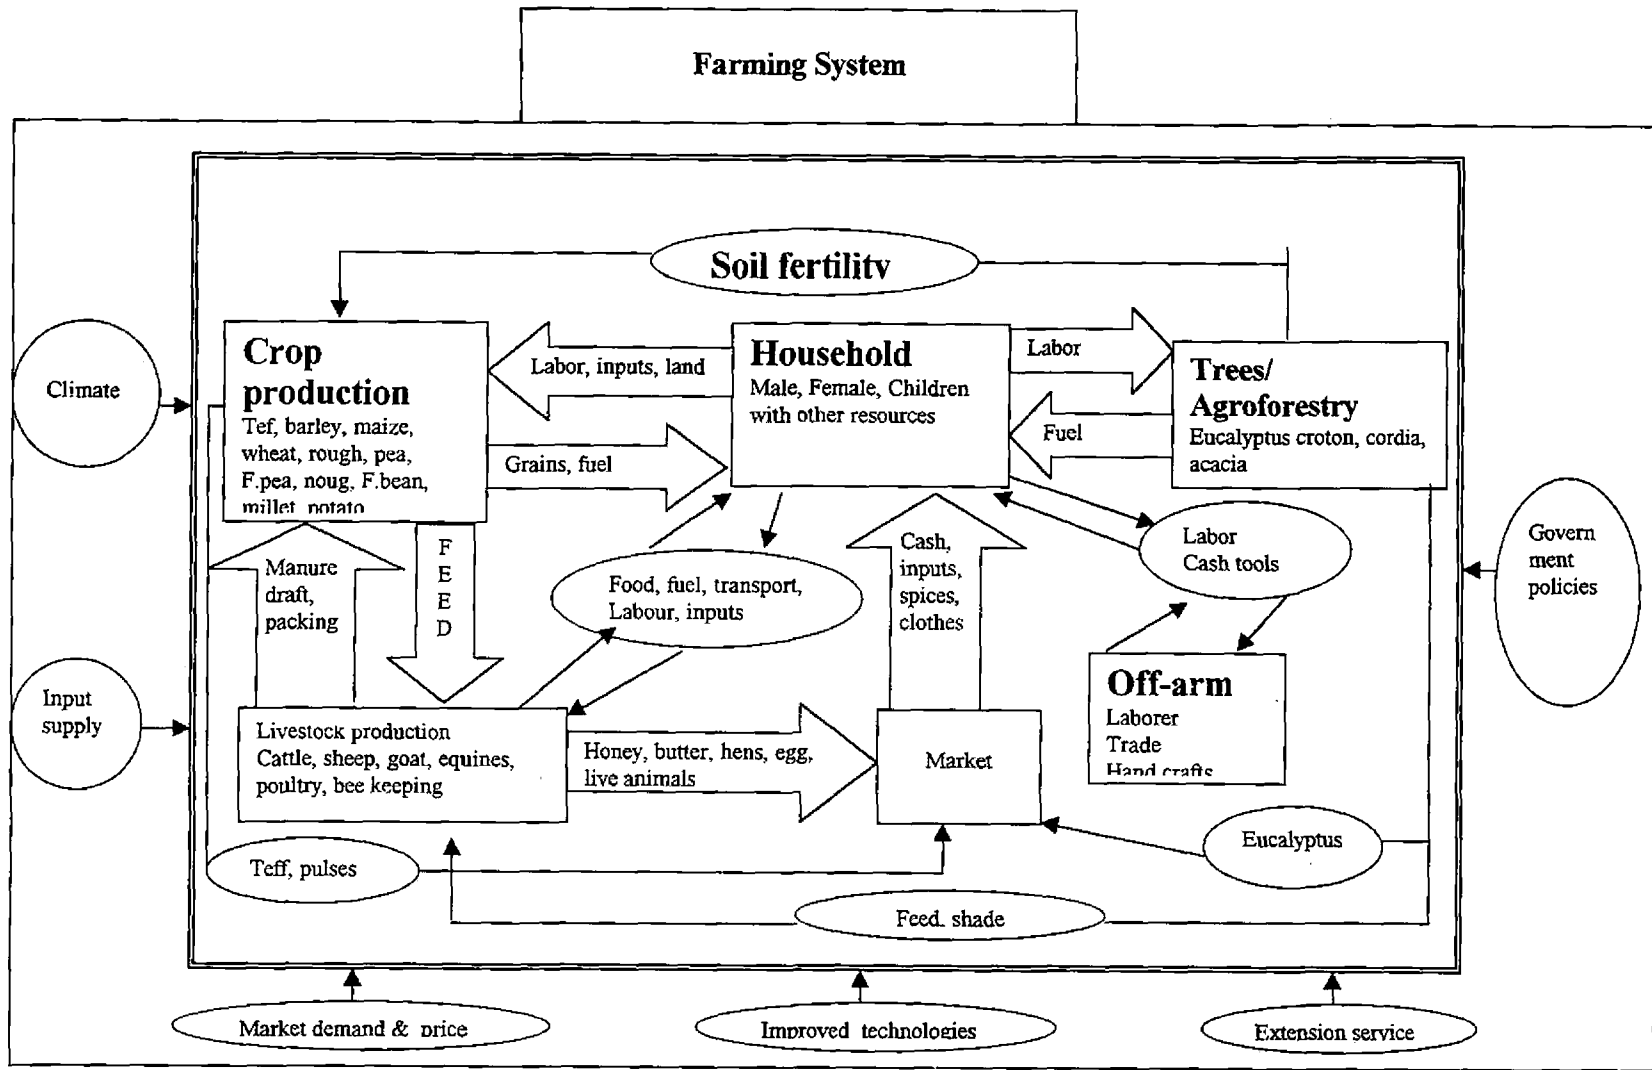 Farming System
Soil fertility
Climate
Crop
production
Tef, barley, maize,
wheat, rough, pea,
F.pea, noug, F.bean,
millet, potato
Labor, inputs, land
Grains, fuel
Household
Male, Female, Children
with other resources
Labor
Fuel
Trees/
Agroforestry
Eucalyptus croton, cordia,
acacia
Govern
ment
policies
Manure
draft,
packing
F
E
E
D
Food, fuel, transport,
Labour, inputs
Cash,
inputs,
spices,
clothes
Labor
Cash tools
Input
supply
Livestock production
Cattle, sheep, goat, equines,
poultry, bee keeping
Honey, butter, hens, egg,
live animals
Market
Off-arm
Laborer
Trade
Hand crafts
Teff, pulses
Eucalyptus
Feed, shade
Market demand & price
Improved technologies
Extension service